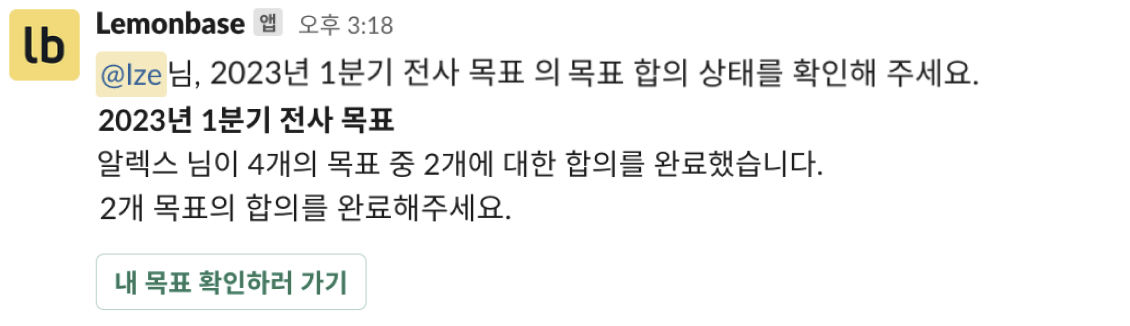 lb
Lemonbase 앱 오후 3:18
@lze님, 2023년 1분기 전사 목표 의 목표 합의 상태를 확인해 주세요.
2023년 1분기 전사 목표
알렉스 님이 4개의 목표 중 2개에 대한 합의를 완료했습니다.
2개 목표의 합의를 완료해주세요.
내 목표 확인하러 가기